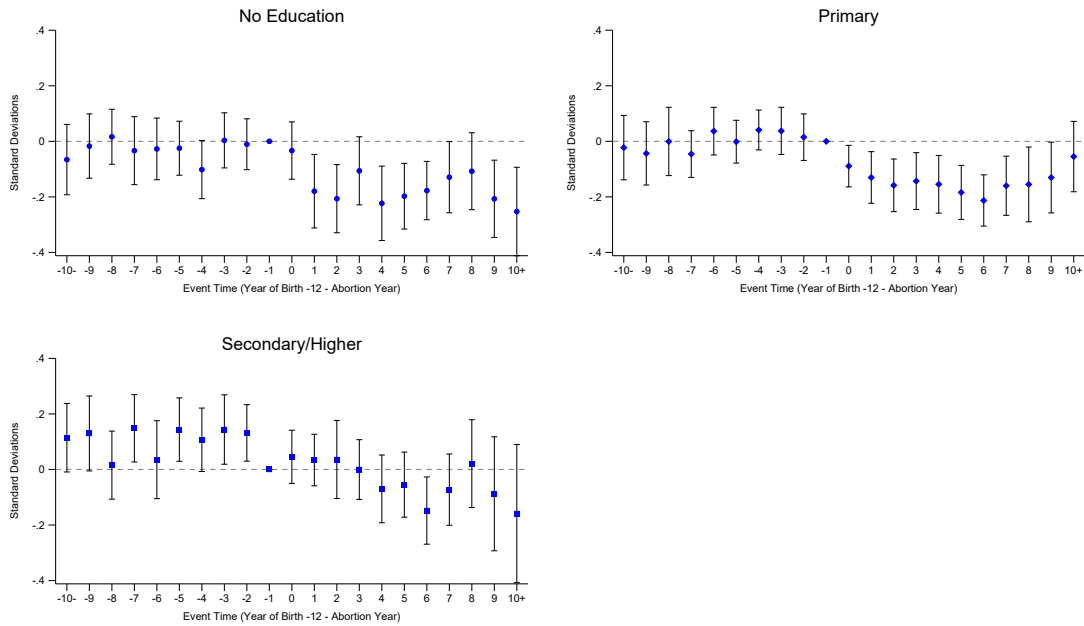 No Education
.4
.2
0
-.2
-.4
Standard Deviations
-10- -9 -8 -7 -6 -5 -4 -3 -2 -1 0 1 2 3 4 5 6 7 8 9 10+
Event Time (Year of Birth -12 - Abortion Year)
Primary
.4
.2
0
-.2
-.4
Standard Deviations
-10- -9 -8 -7 -6 -5 -4 -3 -2 -1 0 1 2 3 4 5 6 7 8 9 10+
Event Time (Year of Birth -12 - Abortion Year)
Secondary/Higher
.4
.2
0
-.2
-.4
Standard Deviations
-10- -9 -8 -7 -6 -5 -4 -3 -2 -1 0 1 2 3 4 5 6 7 8 9 10+
Event Time (Year of Birth -12 - Abortion Year)